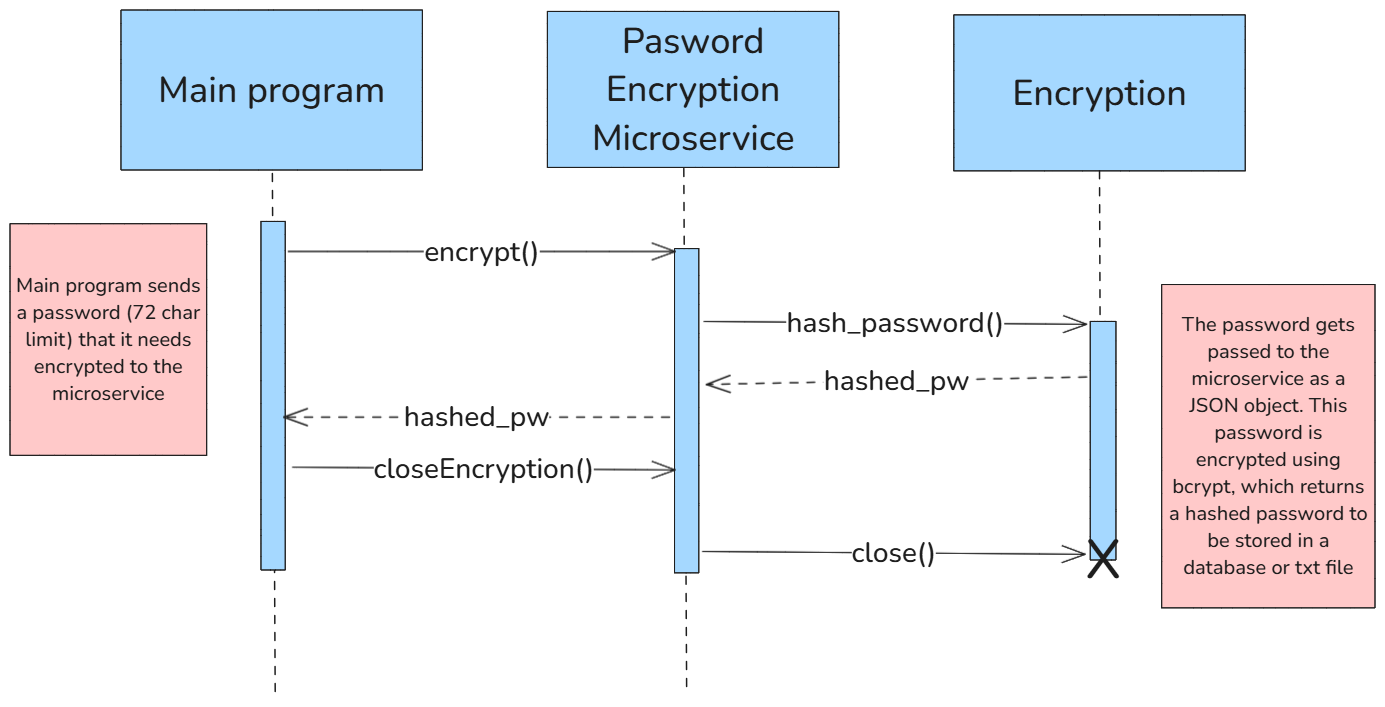 Main program
Pasword
Encryption
Microservice
Encryption
Main program sends
a password (72 char
limit) that it needs
encrypted to the
microservice
encrypt()
hash_password()
hashed_pw
hashed_pw
closeEncryption()
close()
The password gets
passed to the
microservice as a
JSON object. This
password is
encrypted using
bcrypt, which returns
a hashed password to
be stored in a
database or txt file